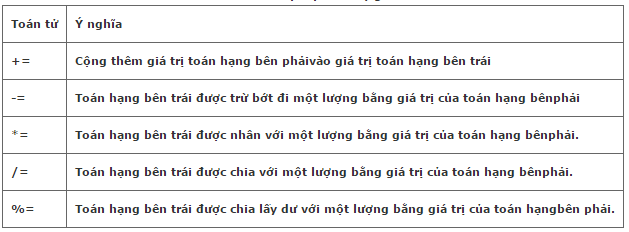 Toán tử Ý nghĩa
+= Cộng thêm giá trị toán hạng bên phảivào giá trị toán hạng bên trái
-= Toán hạng bên trái được trừ bớt đi một lượng bằng giá trị của toán hạng bênphải
*= Toán hạng bên trái được nhân với một lượng bằng giá trị của toán hạng bênphải.
/= Toán hạng bên trái được chia với một lượng bằng giá trị của toán hạng bênphải.
%= Toán hạng bên trái được chia lấy dư với một lượng bằng giá trị của toán hạngbên phải.